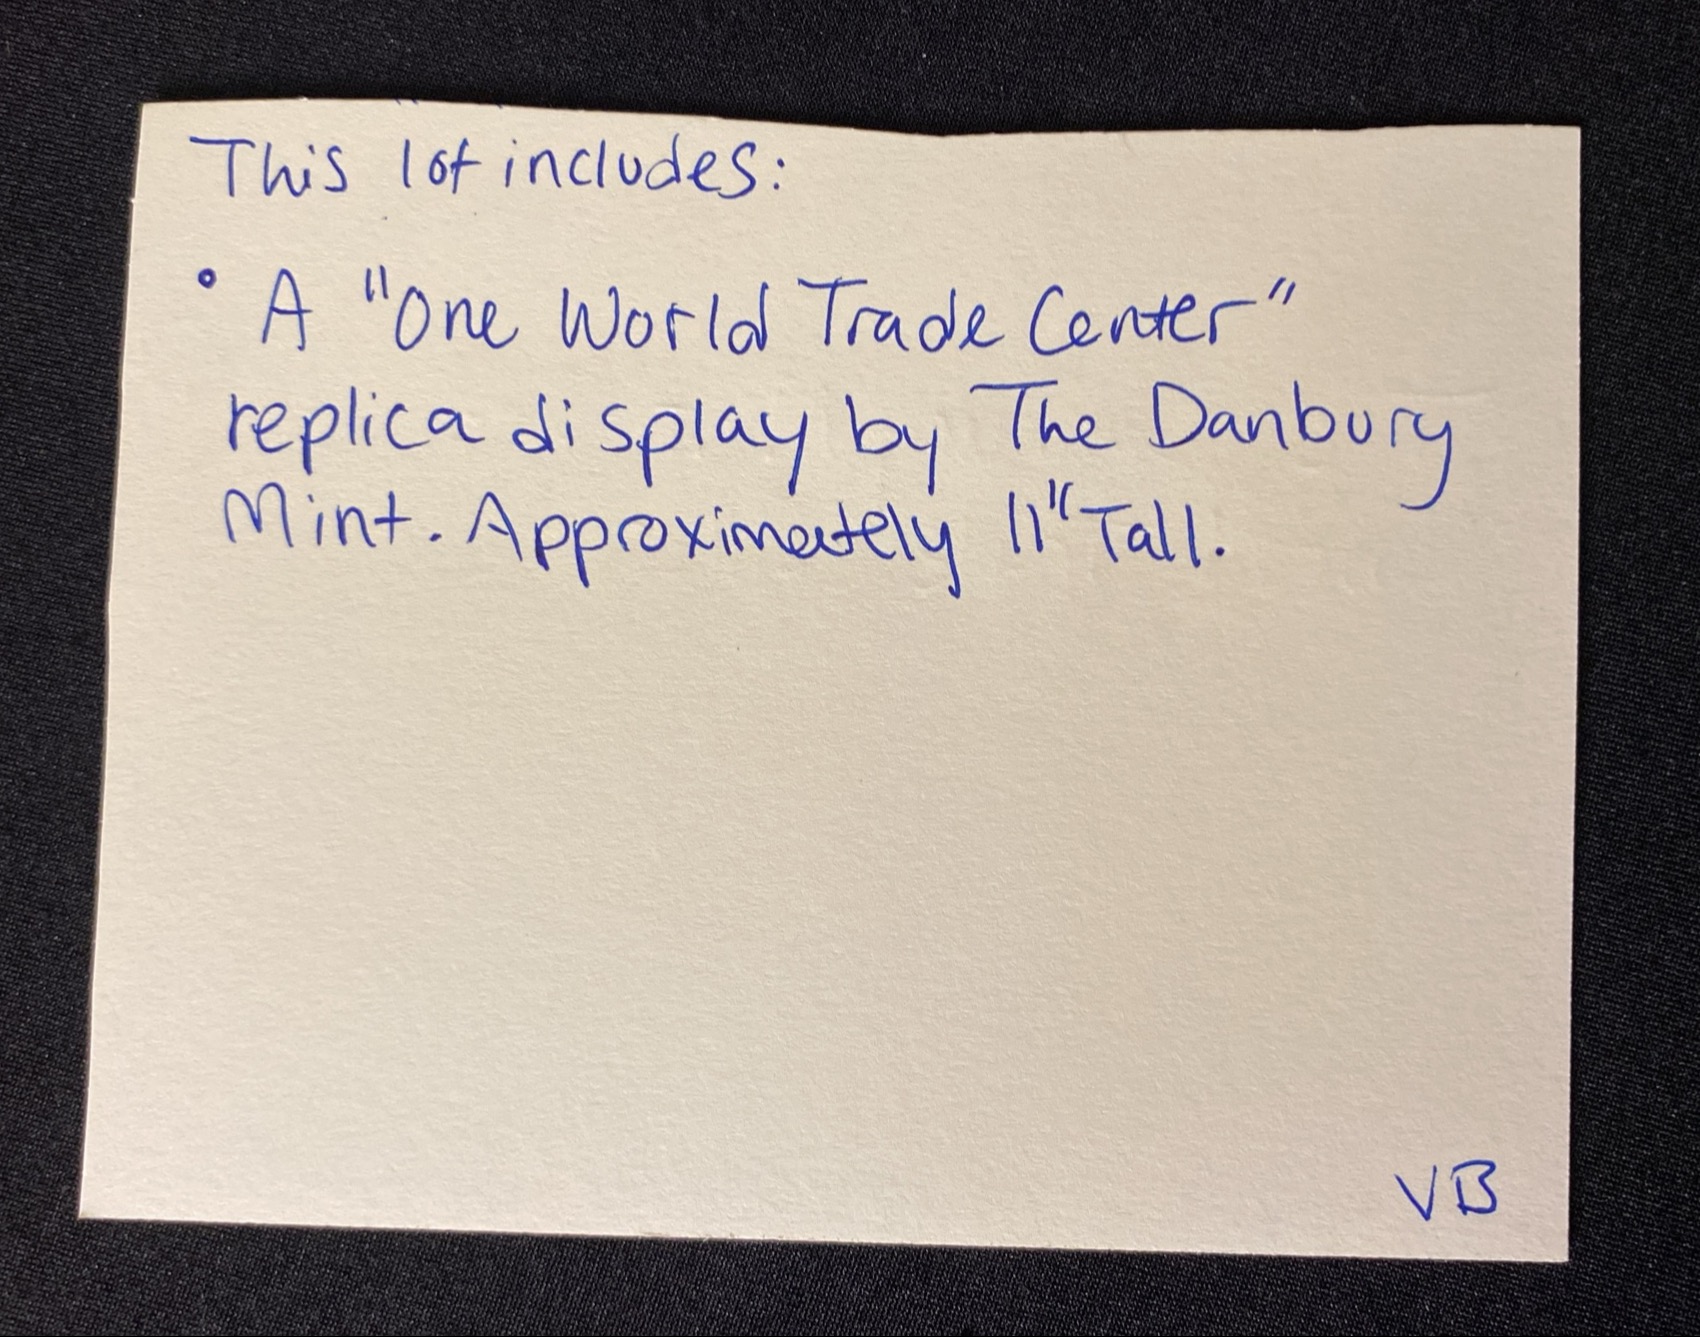 This lot includes:
• A "One World Trade Center"
replica display by The Danbury
Mint. Approximately 11" Tall.
VB